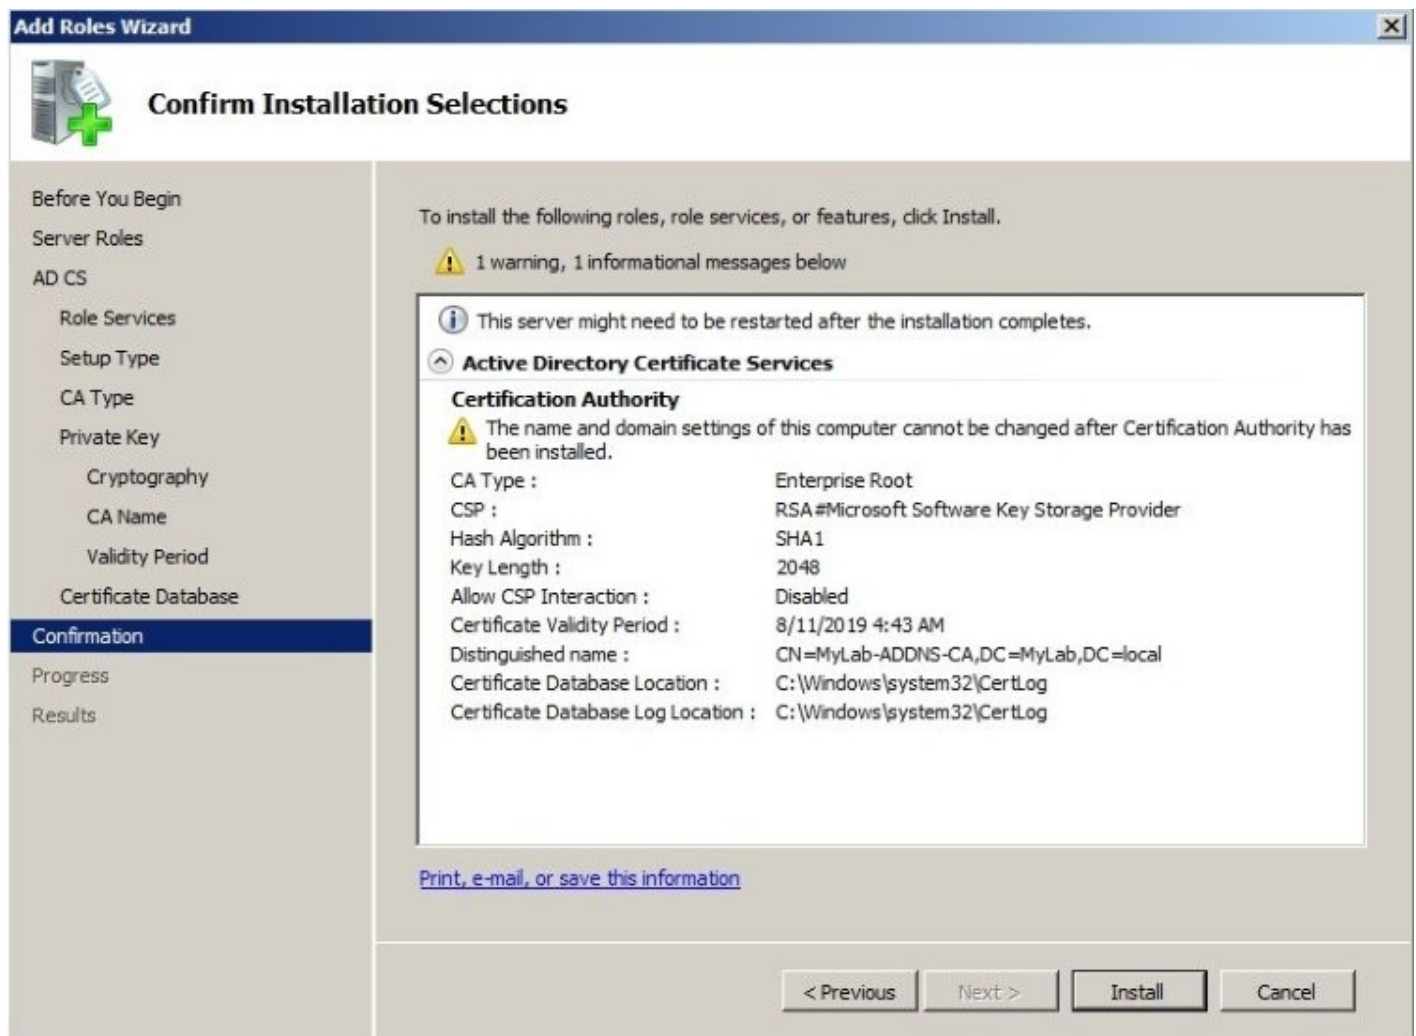 Add Roles Wizard
Confirm Installation Selections
Before You Begin
Server Roles
AD CS
Role Services
Setup Type
CA Type
Private Key
Cryptography
CA Name
Validity Period
Certificate Database
Confirmation
Progress
Results
To install the following roles, role services, or features, click Install.
1 warning, 1 informational messages below
This server might need to be restarted after the installation completes.
Active Directory Certificate Services
Certification Authority
The name and domain settings of this computer cannot be changed after Certification Authority has
been installed.
CA Type : Enterprise Root
CSP : RSA#Microsoft Software Key Storage Provider
Hash Algorithm : SHA1
Key Length : 2048
Allow CSP Interaction : Disabled
Certificate Validity Period : 8/11/2019 4:43 AM
Distinguished name : CN=MyLab-ADDNS-CA,DC=MyLab,DC=local
Certificate Database Location : C:\Windows\system32\CertLog
Certificate Database Log Location : C:\Windows\system32\CertLog
Print, e-mail, or save this information
< Previous Next > Install Cancel